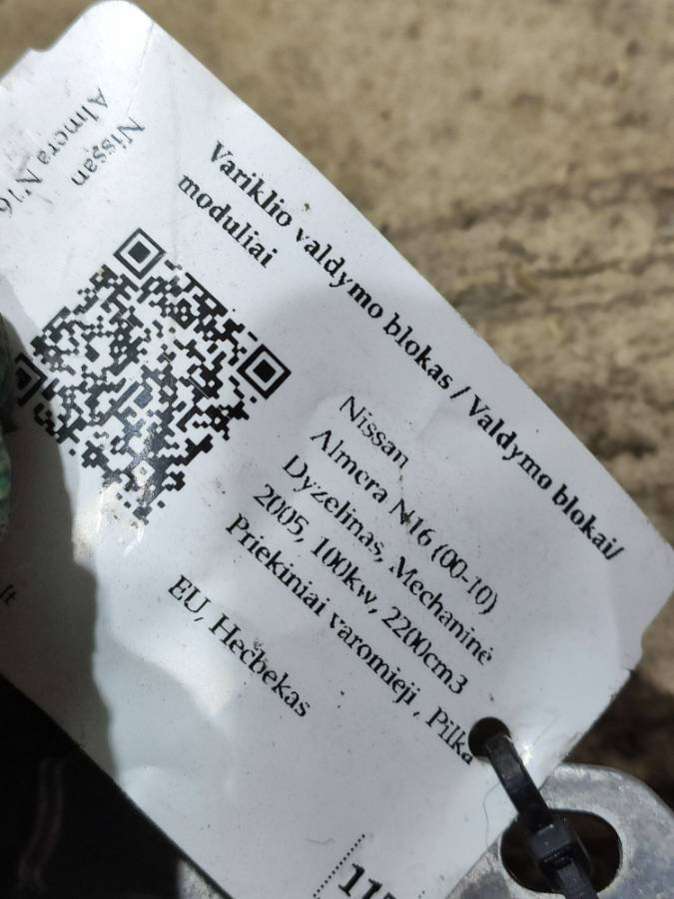 Nissan
Almera N16
Variklio valdymo blokas / Valdymo blokai/
moduliai
Nissan
Almera N16 (00-10)
Dyzelinas, Mechaninė
2005, 100kw, 2200cm3
Priekiniai varomieji , Pilka
EU, Hečbekas